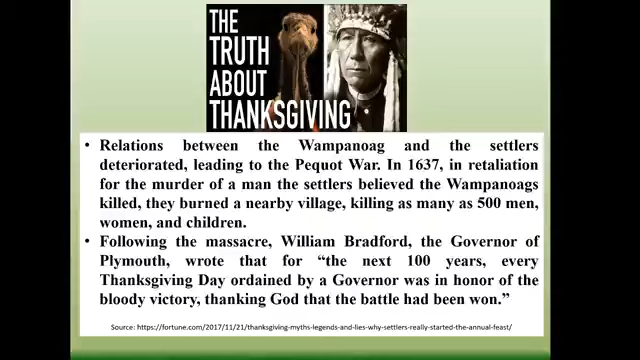 THE
TRUTH
ABOUT
THANKSGIVING
• Relations between the Wampanoag and the settlers
deteriorated, leading to the Pequot War. In 1637, in retaliation
for the murder of a man the settlers believed the Wampanoags
killed, they burned a nearby village, killing as many as 500 men,
women, and children.
• Following the massacre, William Bradford, the Governor of
Plymouth, wrote that for “the next 100 years, every
Thanksgiving Day ordained by a Governor was in honor of the
bloody victory, thanking God that the battle had been won.”
Source: https://fortune.com/2017/11/21/thanksgiving-myths-legends-and-lies-why-settlers-really-started-the-annual-feast/